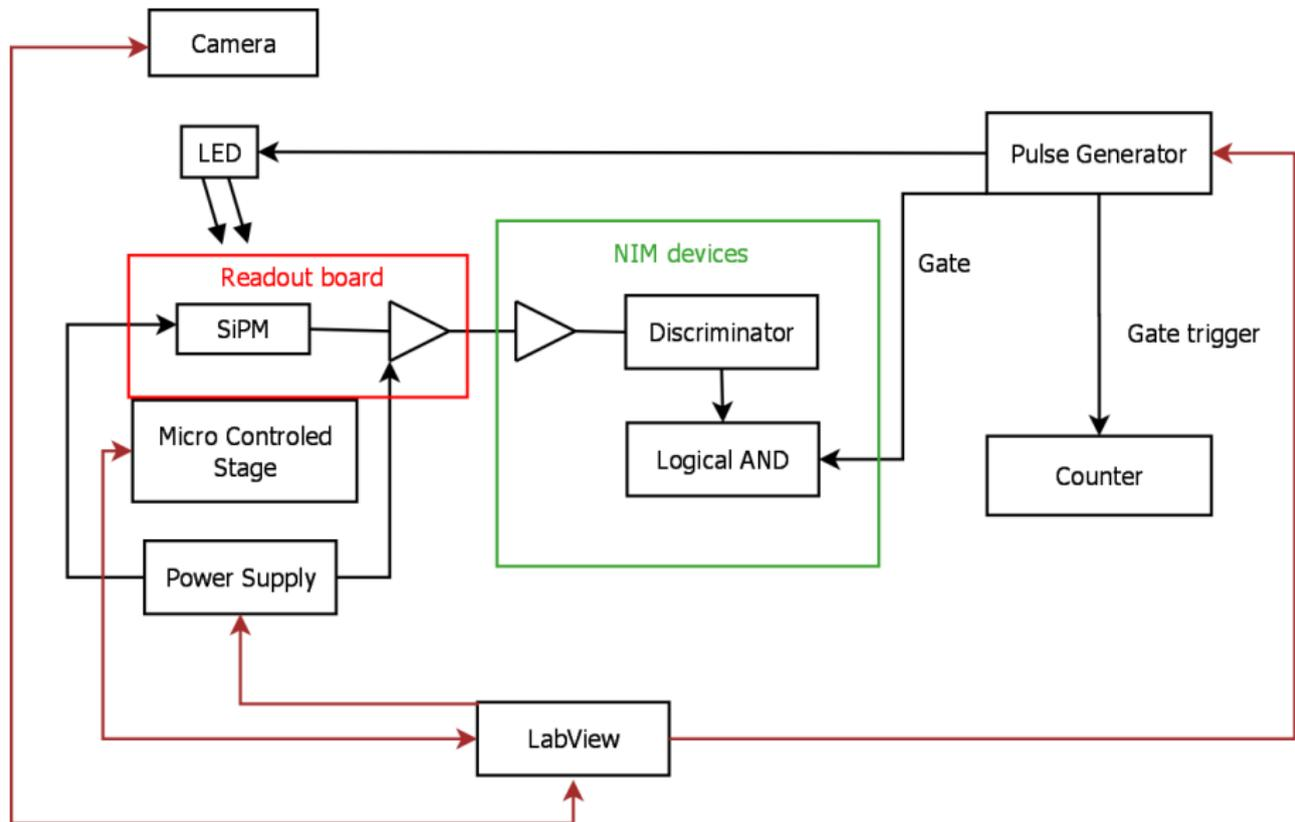 Camera
LED
Pulse Generator
NIM devices
Gate
Readout board
SiPM
Discriminator
Gate trigger
Micro Controled
Stage
Logical AND
Counter
Power Supply
LabView